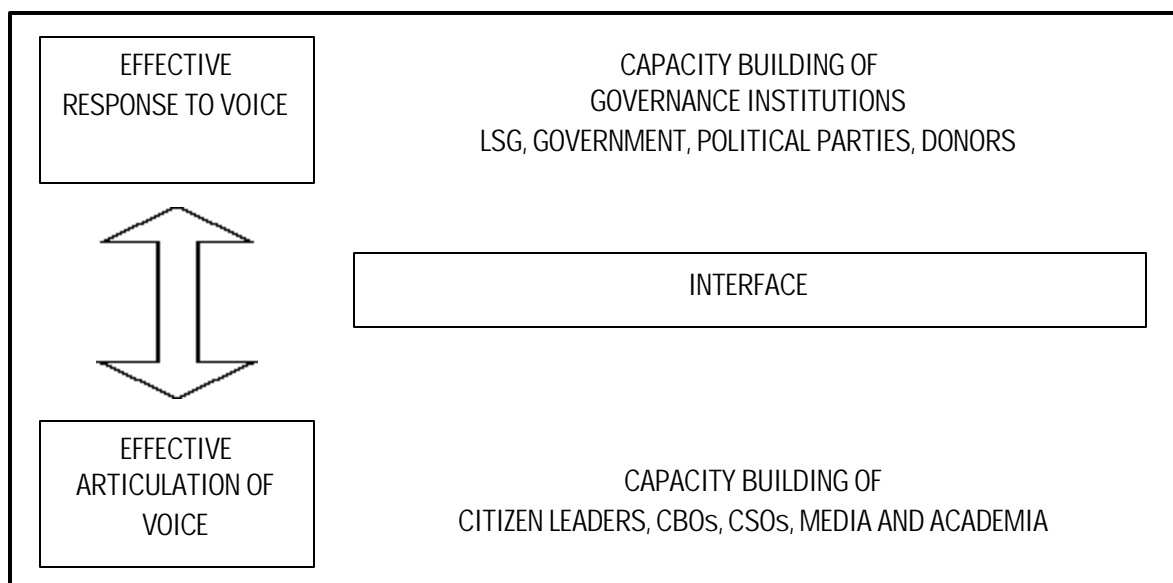 EFFECTIVE
RESPONSE TO VOICE
CAPACITY BUILDING OF
GOVERNANCE INSTITUTIONS
LSG, GOVERNMENT, POLITICAL PARTIES, DONORS
INTERFACE
EFFECTIVE
ARTICULATION OF
VOICE
CAPACITY BUILDING OF
CITIZEN LEADERS, CBOs, CSOs, MEDIA AND ACADEMIA